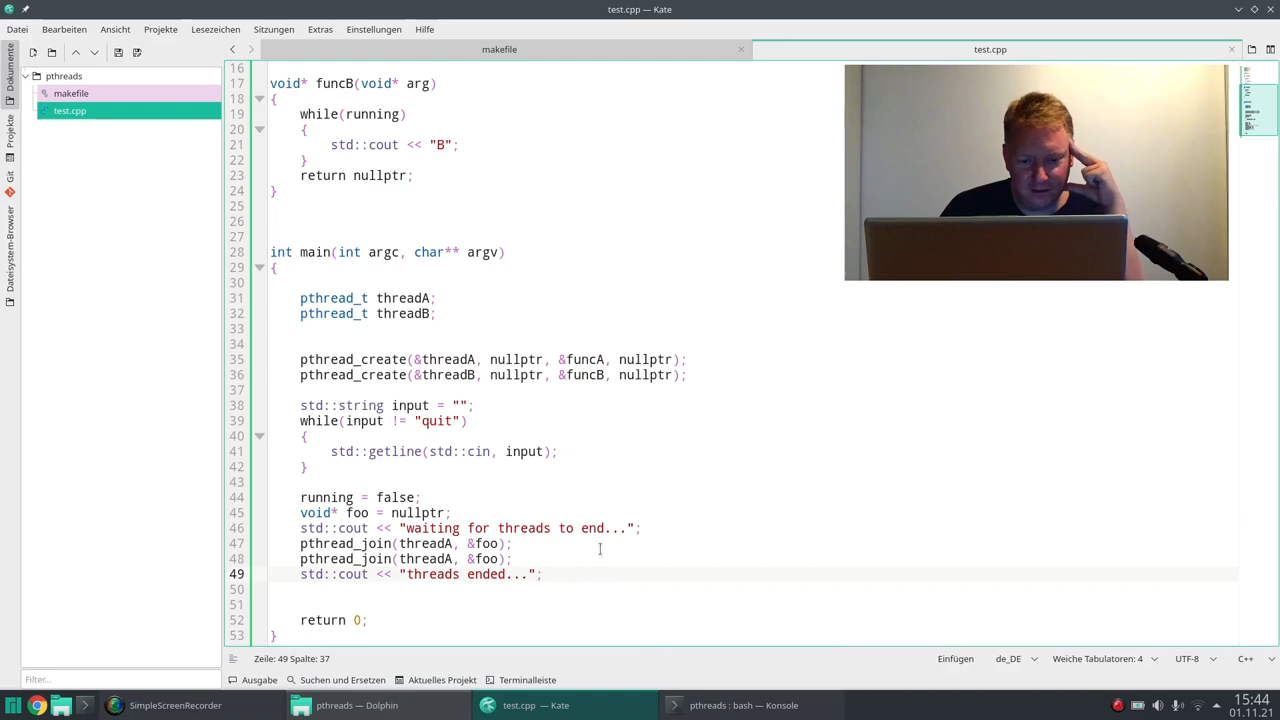 test.cpp — Kate
Datei Bearbeiten Ansicht Projekte Lesezeichen Sitzungen Extras Einstellungen Hilfe
makefile
test.cpp
Dokumente
Projekte
Git
Dateisystem-Browser
pthreads
makefile
test.cpp
16
17 void* funcB(void* arg)
18 {
19 while(running)
20 {
21 std::cout << "B";
22 }
23 return nullptr;
24 }
25
26
27
28 int main(int argc, char** argv)
29 {
30
31 pthread_t threadA;
32 pthread_t threadB;
33
34
35 pthread_create(&threadA, nullptr, &funcA, nullptr);
36 pthread_create(&threadB, nullptr, &funcB, nullptr);
37
38 std::string input = "";
39 while(input != "quit")
40 {
41 std::getline(std::cin, input);
42 }
43
44 running = false;
45 void* foo = nullptr;
46 std::cout << "waiting for threads to end...";
47 pthread_join(threadA, &foo);
48 pthread_join(threadA, &foo);
49 std::cout << "threads ended...";
50
51
52 return 0;
53 }
Zeile: 49 Spalte: 37
Einfügen de_DE Weiche Tabulatoren: 4 UTF-8 C++
Filter...
Ausgabe Suchen und Ersetzen Aktuelles Projekt Terminalleiste
SimpleScreenRecorder
pthreads — Dolphin
test.cpp — Kate
pthreads : bash — Konsole
15:44
01.11.21